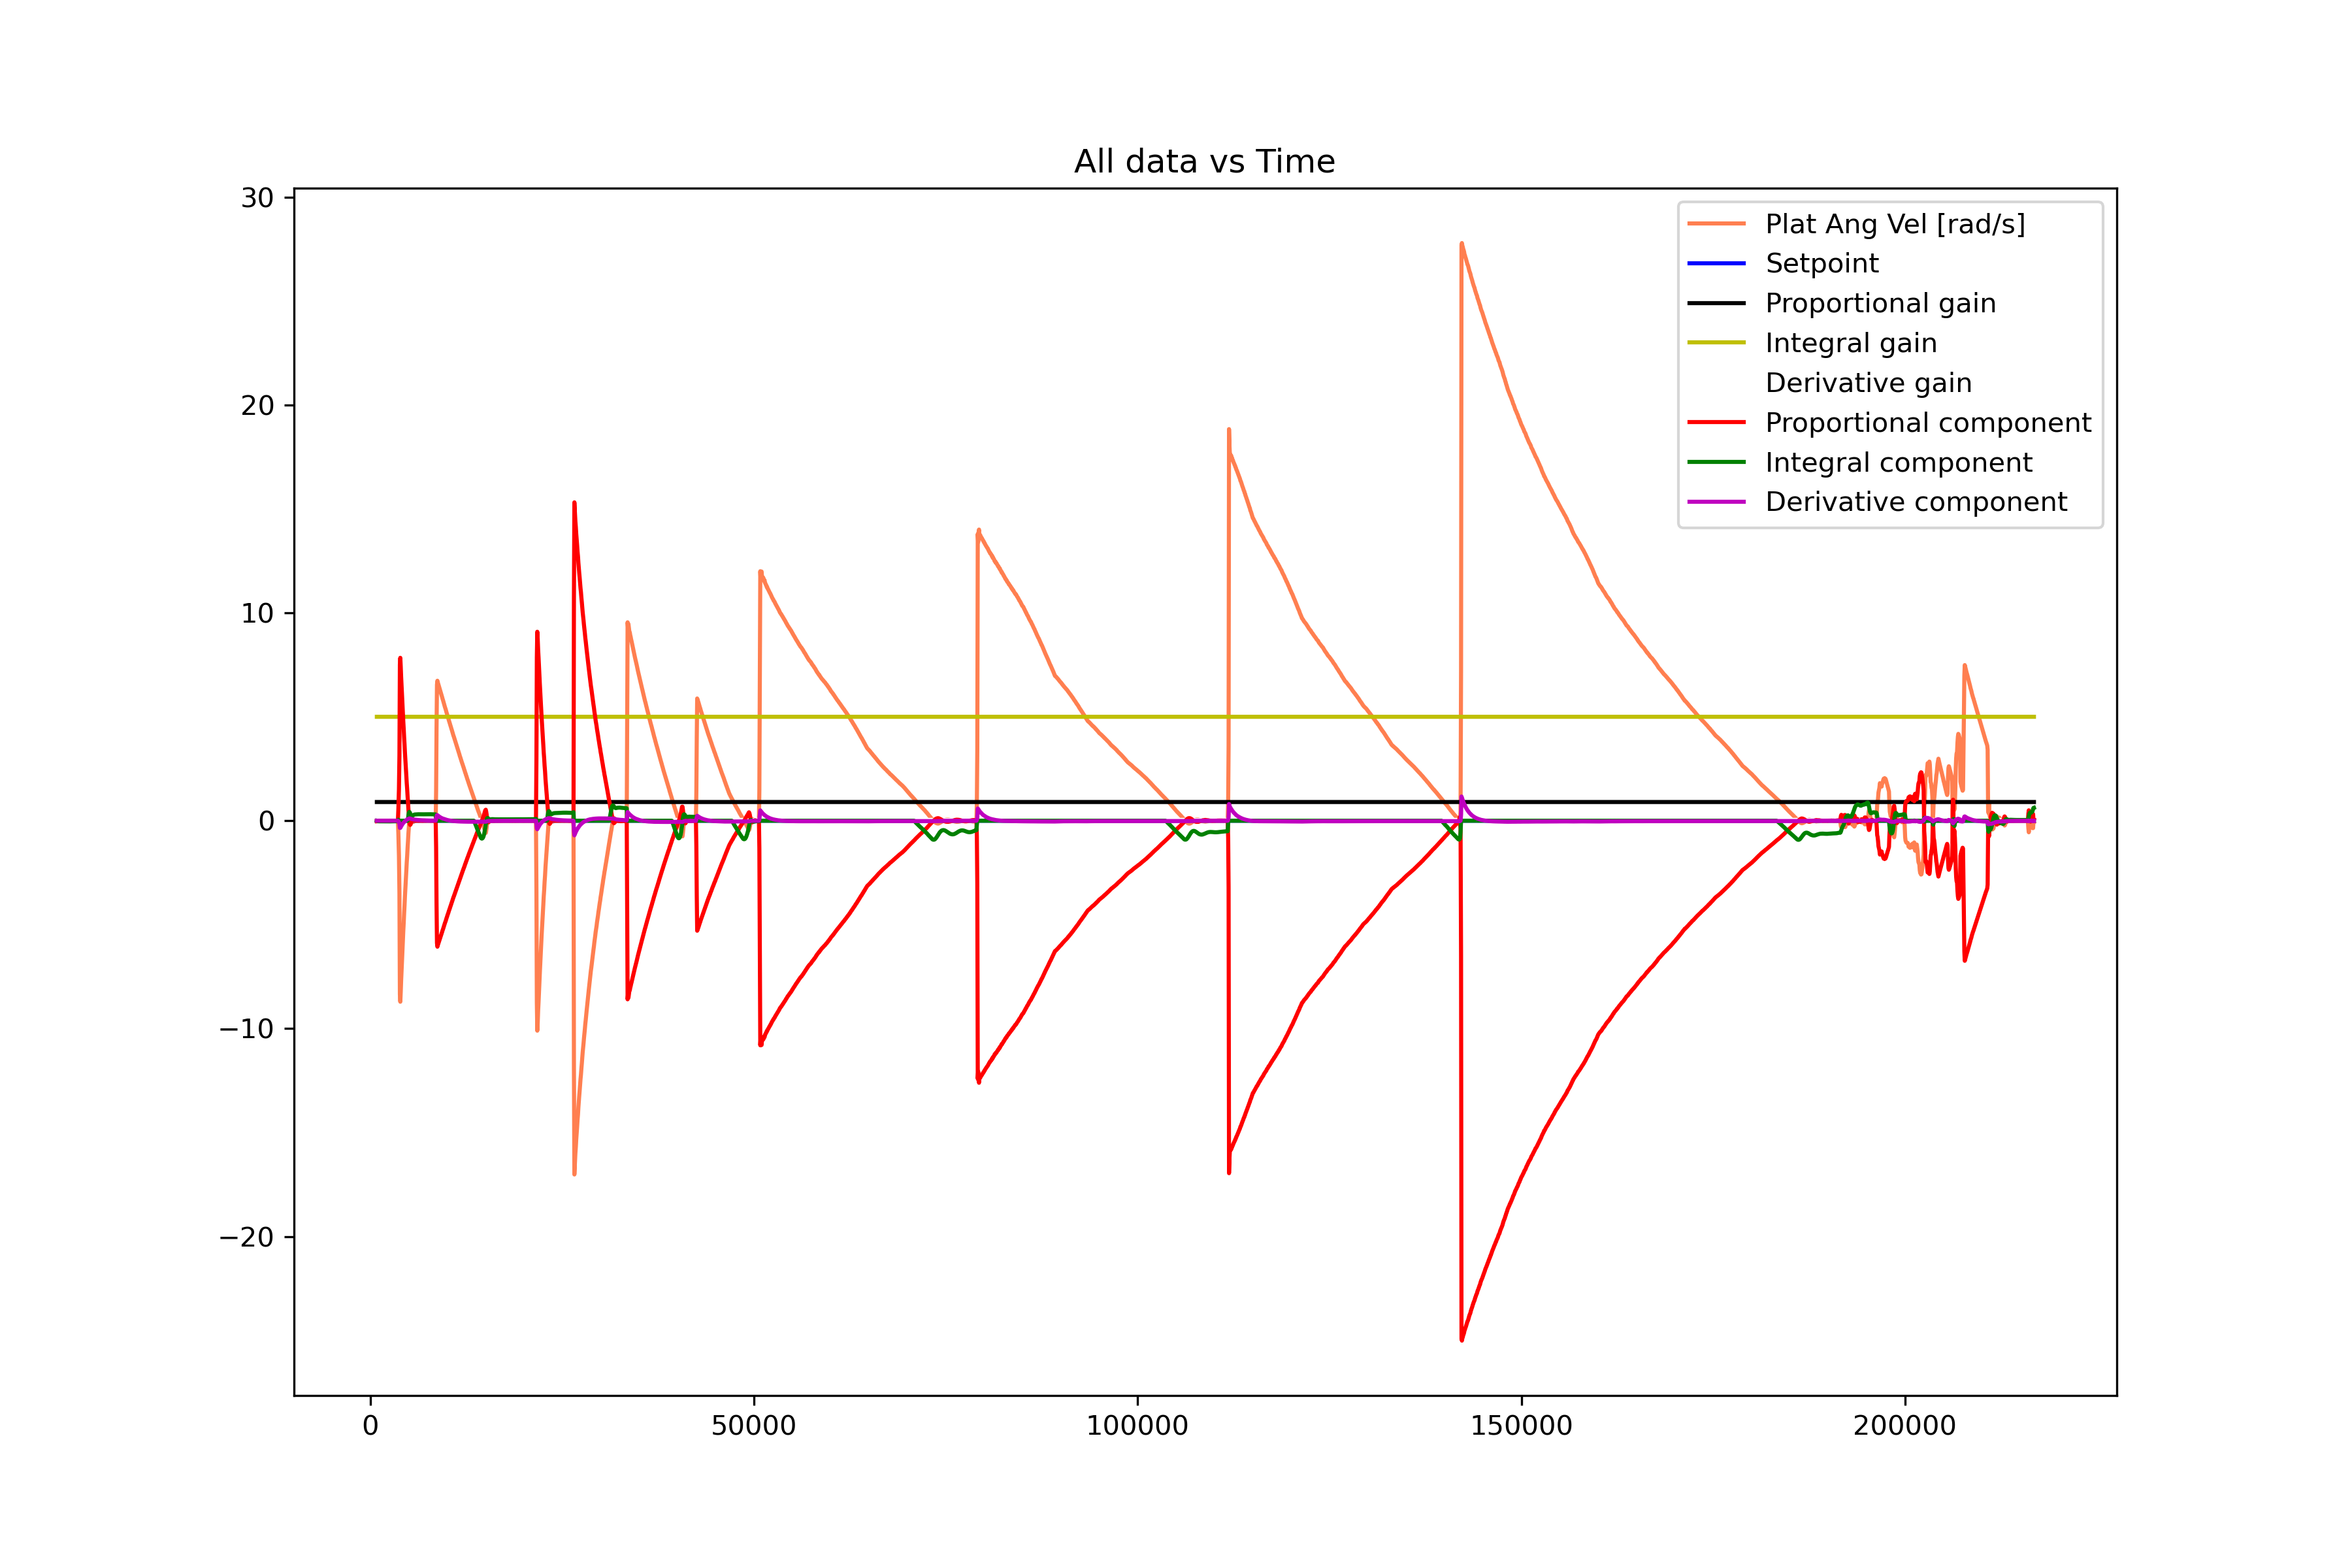 All data vs Time
30
20
10
0
−10
−20
0
50000
100000
150000
200000
Plat Ang Vel [rad/s]
Setpoint
Proportional gain
Integral gain
Derivative gain
Proportional component
Integral component
Derivative component